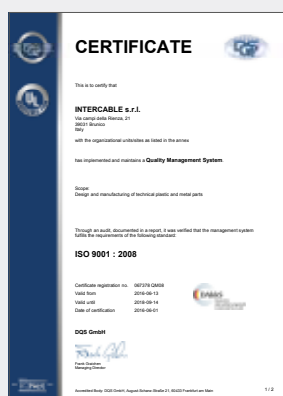 CERTIFICATE
This is to certify that
INTERCABLE s.r.l.
Via campi della Rienza, 21
39031 Brunico
Italy
with the organizational units/sites as listed in the annex
has implemented and maintains a Quality Management System.
Scope:
Design and manufacturing of technical plastic and metal parts
Through an audit, documented in a report, it was verified that the management system
fulfills the requirements of the following standard:
ISO 9001 : 2008
Certificate registration no. 067378 QM08
Valid from 2016-06-13
Valid until 2018-09-14
Date of certification 2016-06-01
DAkkS
DQS GmbH
Managing Director
Accredited Body: DQS GmbH, August-Schanz-Straße 21, 60433 Frankfurt am Main
1 / 2
UL
IQNet